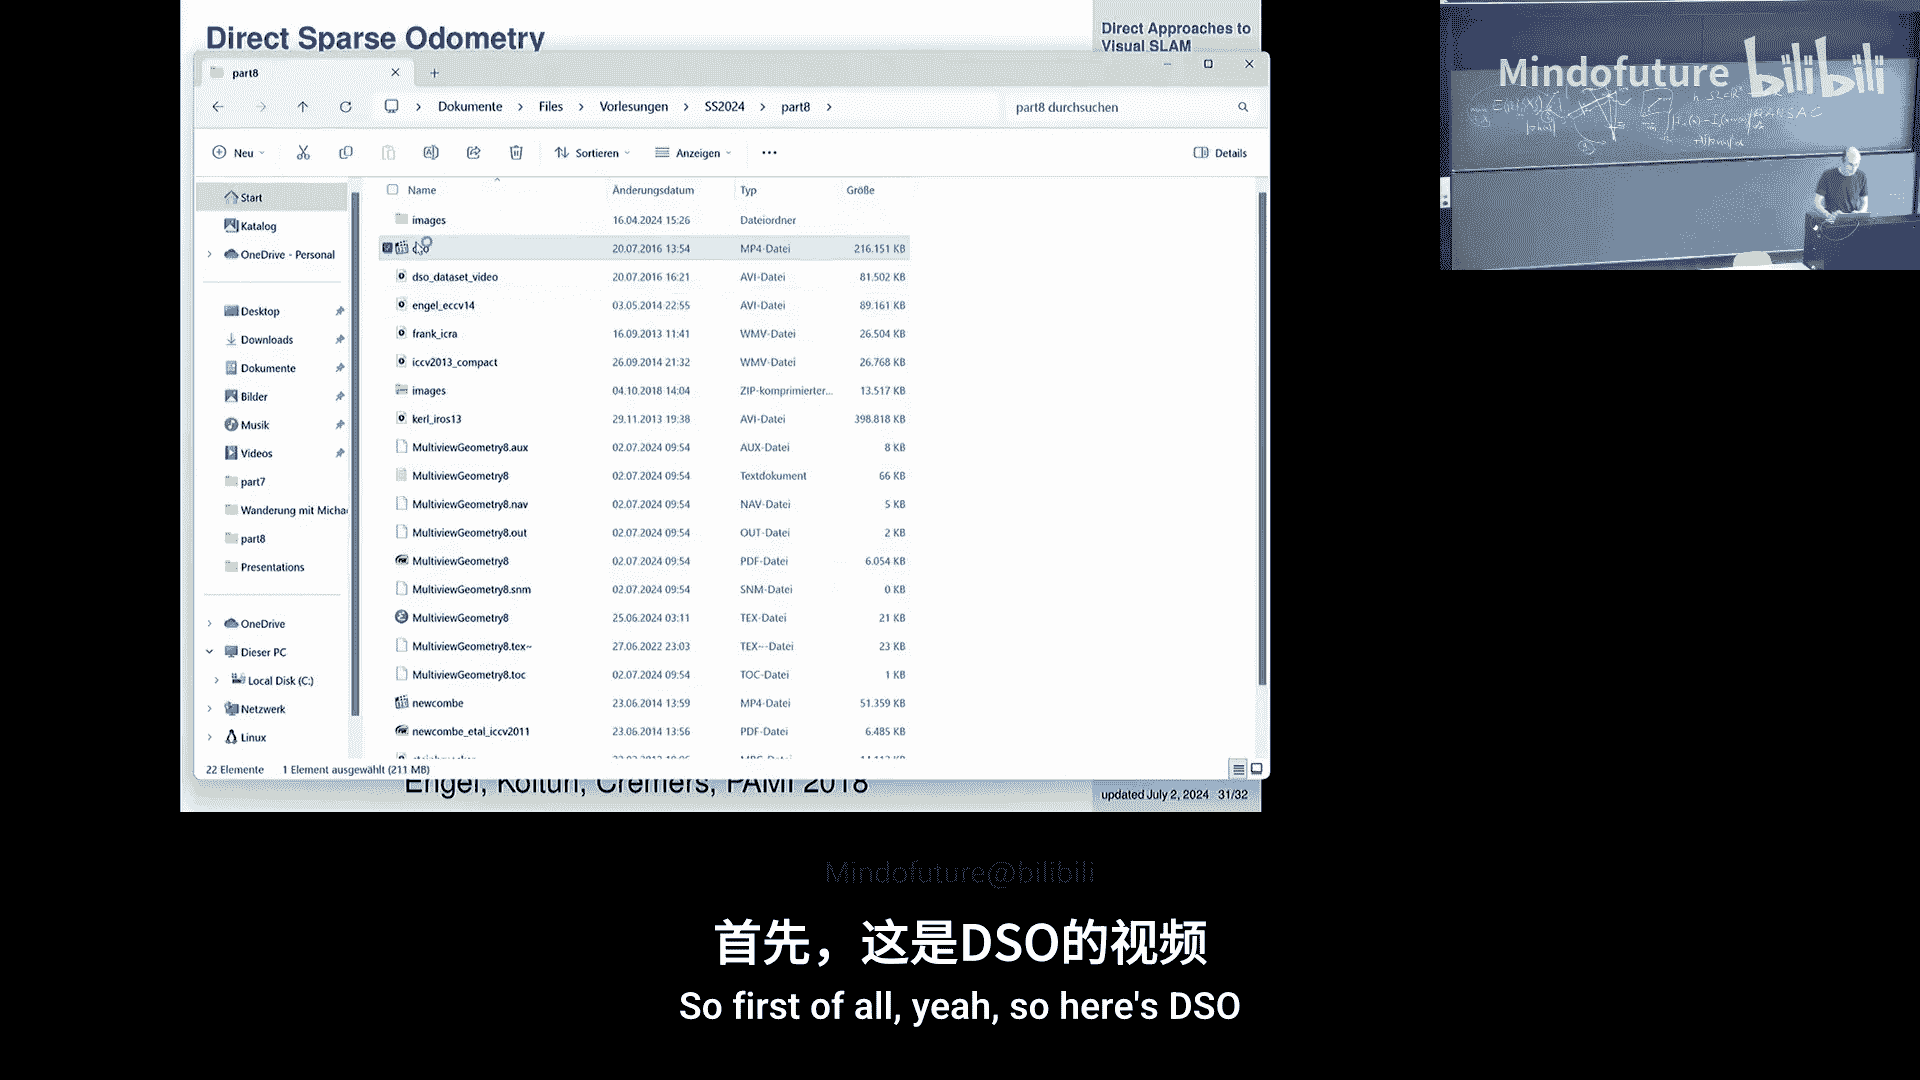 Direct Sparse Odometry
Direct Approaches to
Visual SLAM
part8
Dokumente > Files > Vorlesungen > SS2024 > part8 >
part8 durchsuchen
Neu
Sortieren
Anzeigen
Details
Name Änderungsdatum Typ Größe
images 16.04.2024 15:26 Dateiordner
20.07.2016 13:54 MP4-Datei 216.151 KB
dso_dataset_video 20.07.2016 16:21 AVI-Datei 81.502 KB
engel_eccv14 03.05.2014 22:55 AVI-Datei 89.161 KB
frank_icra 16.09.2013 11:41 WMV-Datei 26.504 KB
iccv2013_compact 26.09.2014 21:32 WMV-Datei 26.768 KB
images 04.10.2018 14:04 ZIP-komprimierter... 13.517 KB
kerl_iros13 29.11.2013 19:38 AVI-Datei 398.818 KB
MultiviewGeometry8.aux 02.07.2024 09:54 AUX-Datei 8 KB
MultiviewGeometry8 02.07.2024 09:54 Textdokument 66 KB
MultiviewGeometry8.nav 02.07.2024 09:54 NAV-Datei 5 KB
MultiviewGeometry8.out 02.07.2024 09:54 OUT-Datei 2 KB
MultiviewGeometry8 02.07.2024 09:54 PDF-Datei 6.054 KB
MultiviewGeometry8.snm 02.07.2024 09:54 SNM-Datei 0 KB
MultiviewGeometry8 25.06.2024 03:11 TEX-Datei 21 KB
MultiviewGeometry8.tex~ 27.06.2022 23:03 TEX~-Datei 23 KB
MultiviewGeometry8.toc 02.07.2024 09:54 TOC-Datei 1 KB
newcombe 23.06.2014 13:59 MP4-Datei 51.359 KB
newcombe_etal_iccv2011 23.06.2014 13:56 PDF-Datei 6.485 KB
Start
Katalog
OneDrive - Personal
Desktop
Downloads
Dokumente
Bilder
Musik
Videos
part7
Wanderung mit Micha
part8
Presentations
OneDrive
Dieser PC
Local Disk (C:)
Netzwerk
Linux
22 Elemente 1 Element ausgewählt (211 MB)
Engel, Koltun, Cremers, PAMI 2018
updated July 2, 2024 31/32
Mindofuture bilibili
RANSAC
Mindofuture@bilibili
首先，这是DSO的视频
So first of all, yeah, so here's DSO